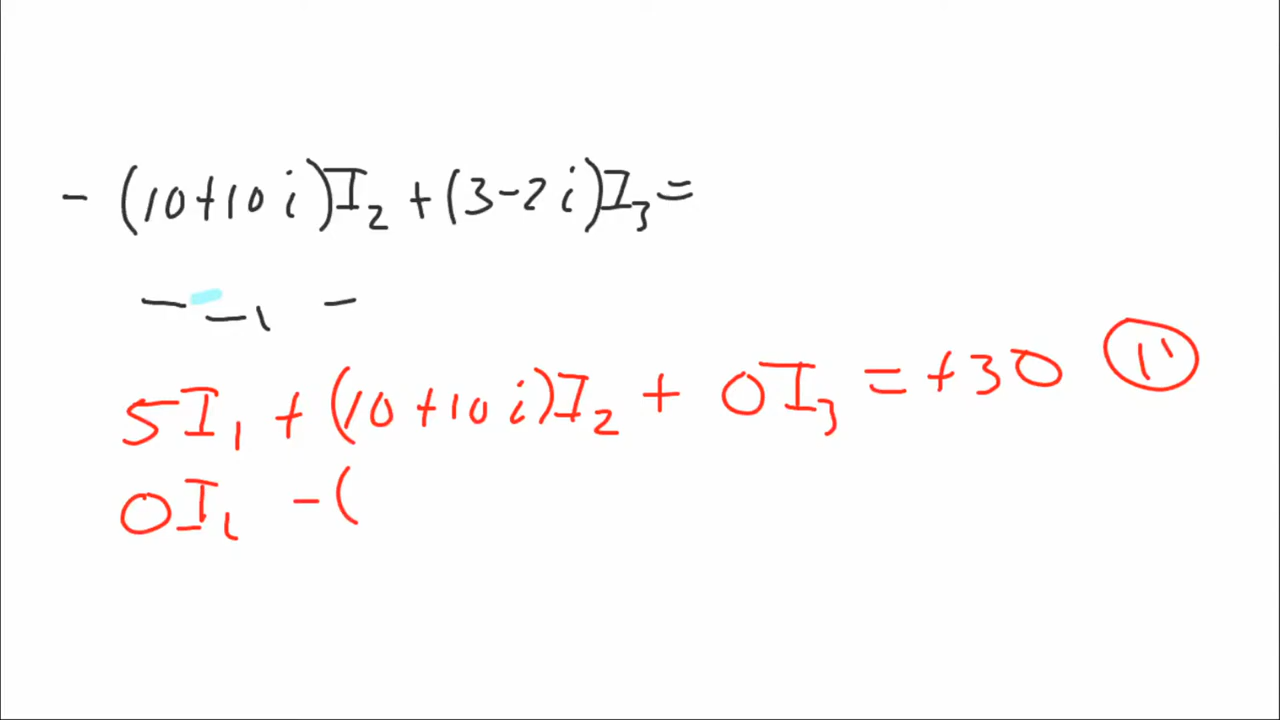 - (10+10i)I₂ + (3-2i)I₃ =
5I₁ + (10+10i)I₂ + 0I₃ = +30 (1')
0I₁ - (